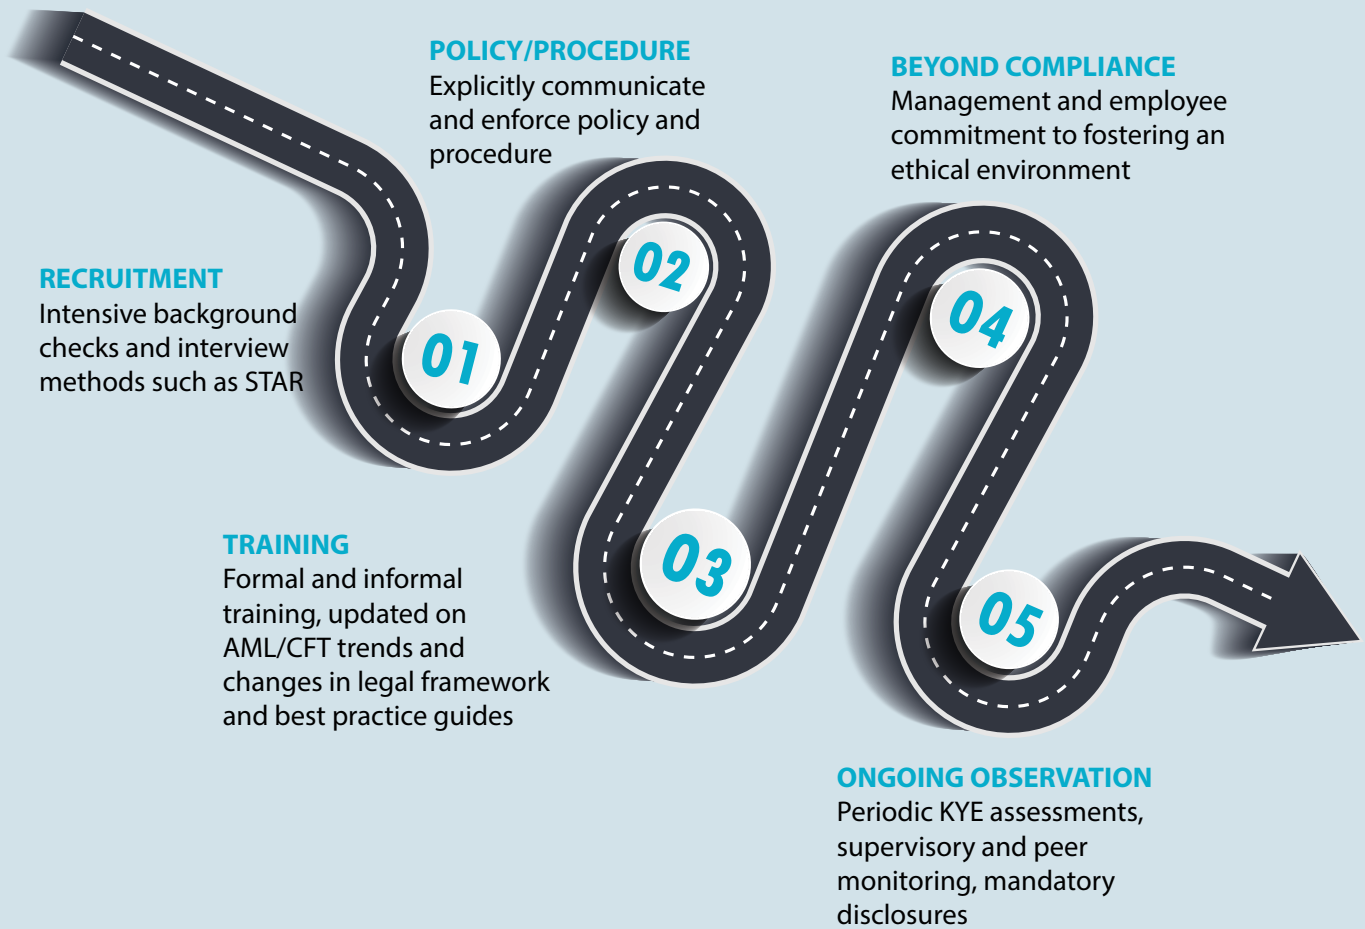 POLICY/PROCEDURE
Explicitly communicate
and enforce policy and
procedure
BEYOND COMPLIANCE
Management and employee
commitment to fostering an
ethical environment
RECRUITMENT
Intensive background
checks and interview
methods such as STAR
01
02
04
TRAINING
Formal and informal
training, updated on
AML/CFT trends and
changes in legal framework
and best practice guides
03
05
ONGOING OBSERVATION
Periodic KYE assessments,
supervisory and peer
monitoring, mandatory
disclosures